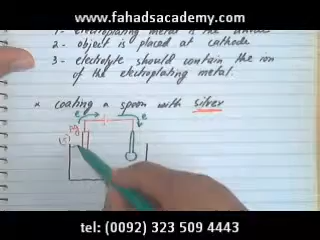 www.fahadsacademy.com
1- electroplating metal is the anode
2- object is placed at cathode
3- electrolyte should contain the ion
of the electroplating metal.
* coating a spoon with silver
e e
(+) Ag
tel: (0092) 323 509 4443